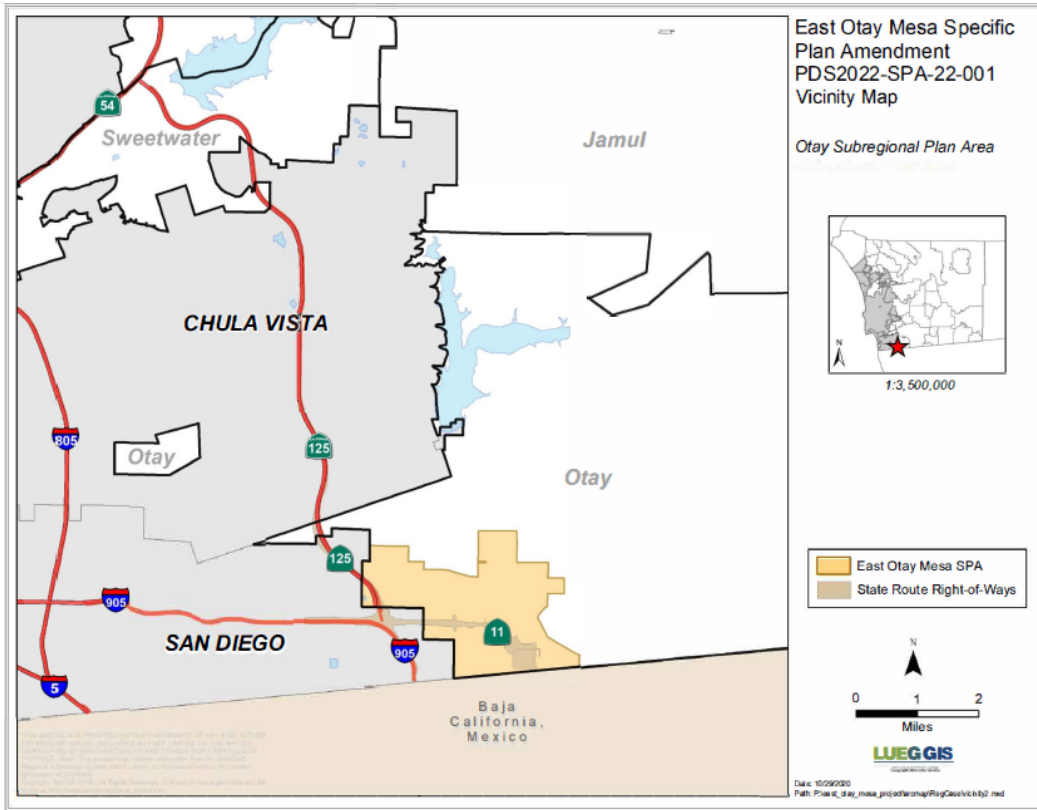 East Otay Mesa Specific
Plan Amendment
PDS2022-SPA-22-001
Vicinity Map
Otay Subregional Plan Area
54
Sweetwater
Jamul
CHULA VISTA
N
1:3,500,000
805
125
Otay
Otay
125
East Otay Mesa SPA
State Route Right-of-Ways
905
11
SAN DIEGO
905
5
N
0 1 2
Miles
Baja
California,
Mexico
LUEGGIS
Date: 10/29/2020